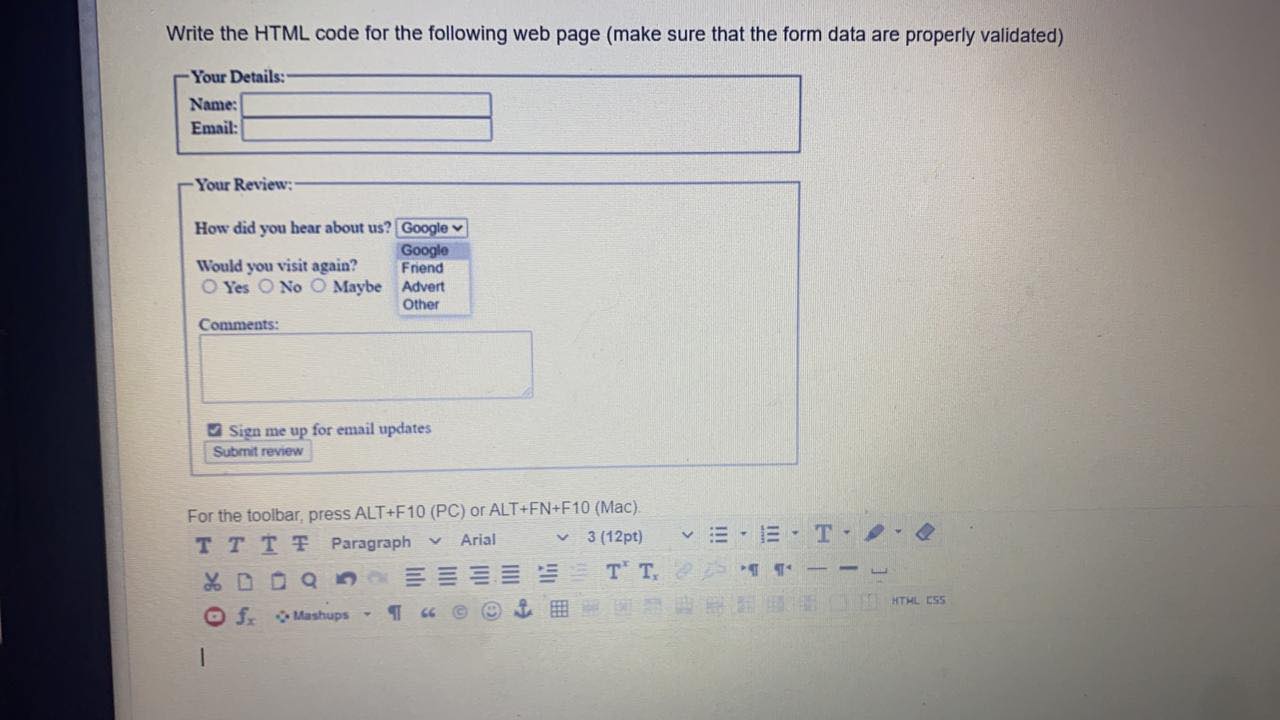 Write the HTML code for the following web page (make sure that the form data are properly validated)
Your Details:
Name:
Email:
Your Review:
How did you hear about us? Google
Google
Would you visit again? Friend
Yes No Maybe Advert
Other
Comments:
Sign me up for email updates
Submit review
For the toolbar, press ALT+F10 (PC) or ALT+FN+F10 (Mac).
T T T T Paragraph Arial 3 (12pt) T
T" Tx ¶ ¶
fx Mashups ¶ “ © HTML CSS